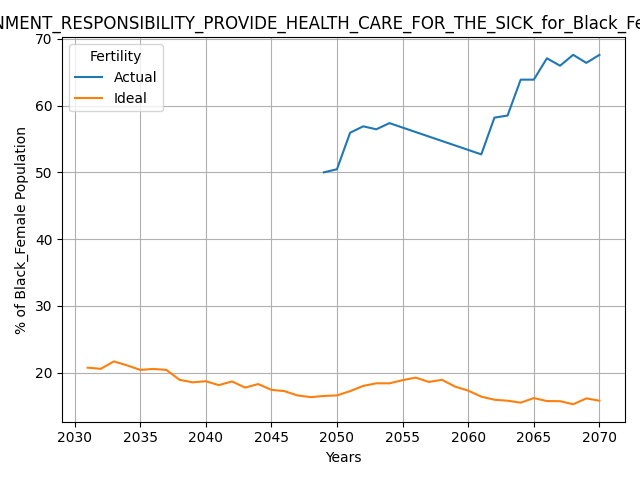 NMENT_RESPONSIBILITY_PROVIDE_HEALTH_CARE_FOR_THE_SICK_for_Black_Fe
70
60
50
40
30
20
% of Black_Female Population
Fertility
Actual
Ideal
2030 2035 2040 2045 2050 2055 2060 2065 2070
Years